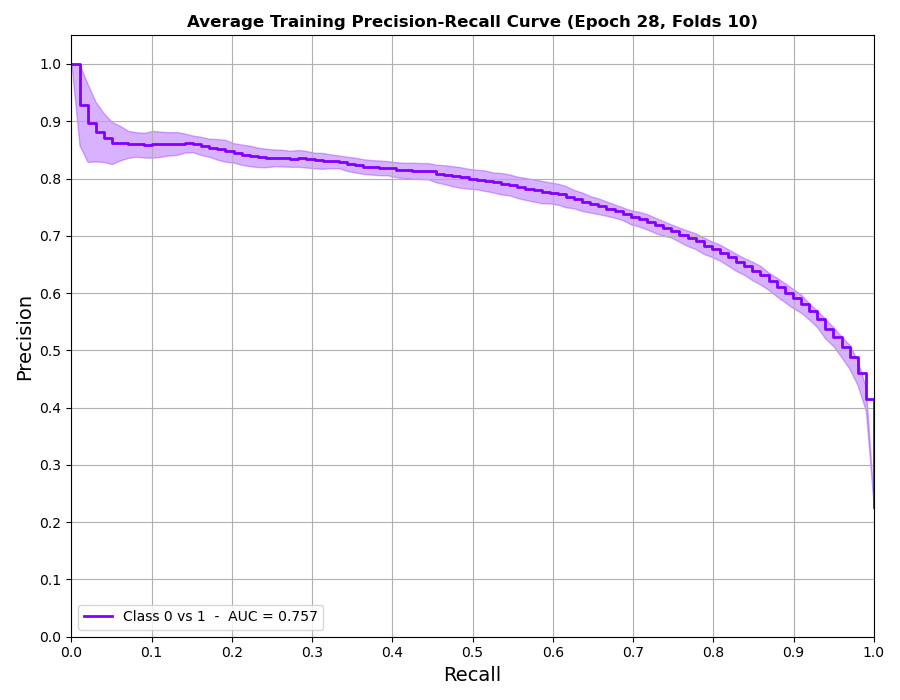 Average Training Precision-Recall Curve (Epoch 28, Folds 10)
Precision
1.0
0.9
0.8
0.7
0.6
0.5
0.4
0.3
0.2
0.1
0.0
Class 0 vs 1 - AUC = 0.757
0.0 0.1 0.2 0.3 0.4 0.5 0.6 0.7 0.8 0.9 1.0
Recall